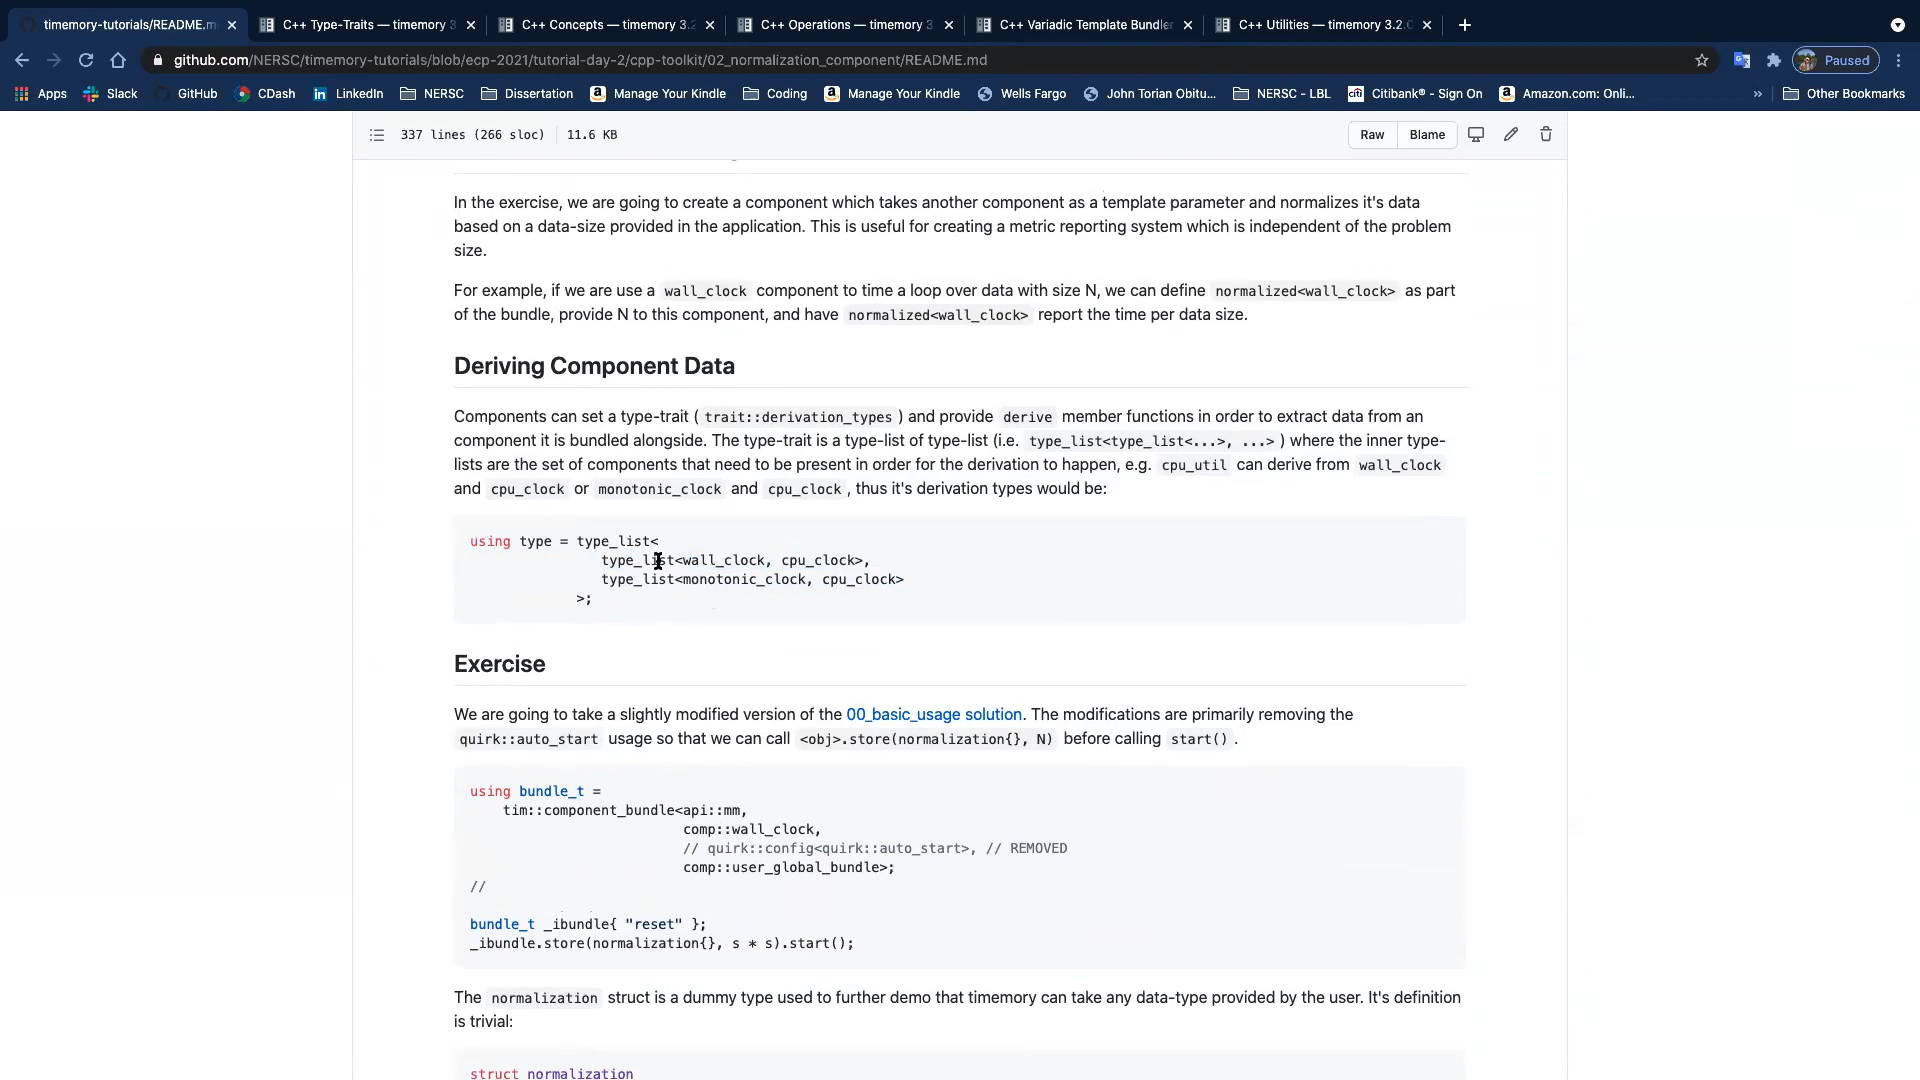 timemory-tutorials/README.m
C++ Type-Traits — timemory 3
C++ Concepts — timemory 3.2
C++ Operations — timemory 3
C++ Variadic Template Bundler
C++ Utilities — timemory 3.2.0
github.com/NERSC/timemory-tutorials/blob/ecp-2021/tutorial-day-2/cpp-toolkit/02_normalization_component/README.md
Paused
Apps Slack GitHub CDash LinkedIn NERSC Dissertation Manage Your Kindle Coding Manage Your Kindle Wells Fargo John Torian Obitu... NERSC - LBL Citibank® - Sign On Amazon.com: Onli... » Other Bookmarks
337 lines (266 sloc) 11.6 KB Raw Blame
In the exercise, we are going to create a component which takes another component as a template parameter and normalizes it's data
based on a data-size provided in the application. This is useful for creating a metric reporting system which is independent of the problem
size.
For example, if we are use a wall_clock component to time a loop over data with size N, we can define normalized<wall_clock> as part
of the bundle, provide N to this component, and have normalized<wall_clock> report the time per data size.
Deriving Component Data
Components can set a type-trait ( trait::derivation_types ) and provide derive member functions in order to extract data from an
component it is bundled alongside. The type-trait is a type-list of type-list (i.e. type_list<type_list<...>, ...> ) where the inner type-
lists are the set of components that need to be present in order for the derivation to happen, e.g. cpu_util can derive from wall_clock
and cpu_clock or monotonic_clock and cpu_clock , thus it's derivation types would be:
using type = type_list<
type_list<wall_clock, cpu_clock>,
type_list<monotonic_clock, cpu_clock>
>;
Exercise
We are going to take a slightly modified version of the 00_basic_usage solution. The modifications are primarily removing the
quirk::auto_start usage so that we can call <obj>.store(normalization{}, N) before calling start() .
using bundle_t =
tim::component_bundle<api::mm,
comp::wall_clock,
// quirk::config<quirk::auto_start>, // REMOVED
comp::user_global_bundle>;
//
bundle_t _ibundle{ "reset" };
_ibundle.store(normalization{}, s * s).start();
The normalization struct is a dummy type used to further demo that timemory can take any data-type provided by the user. It's definition
is trivial:
struct normalization